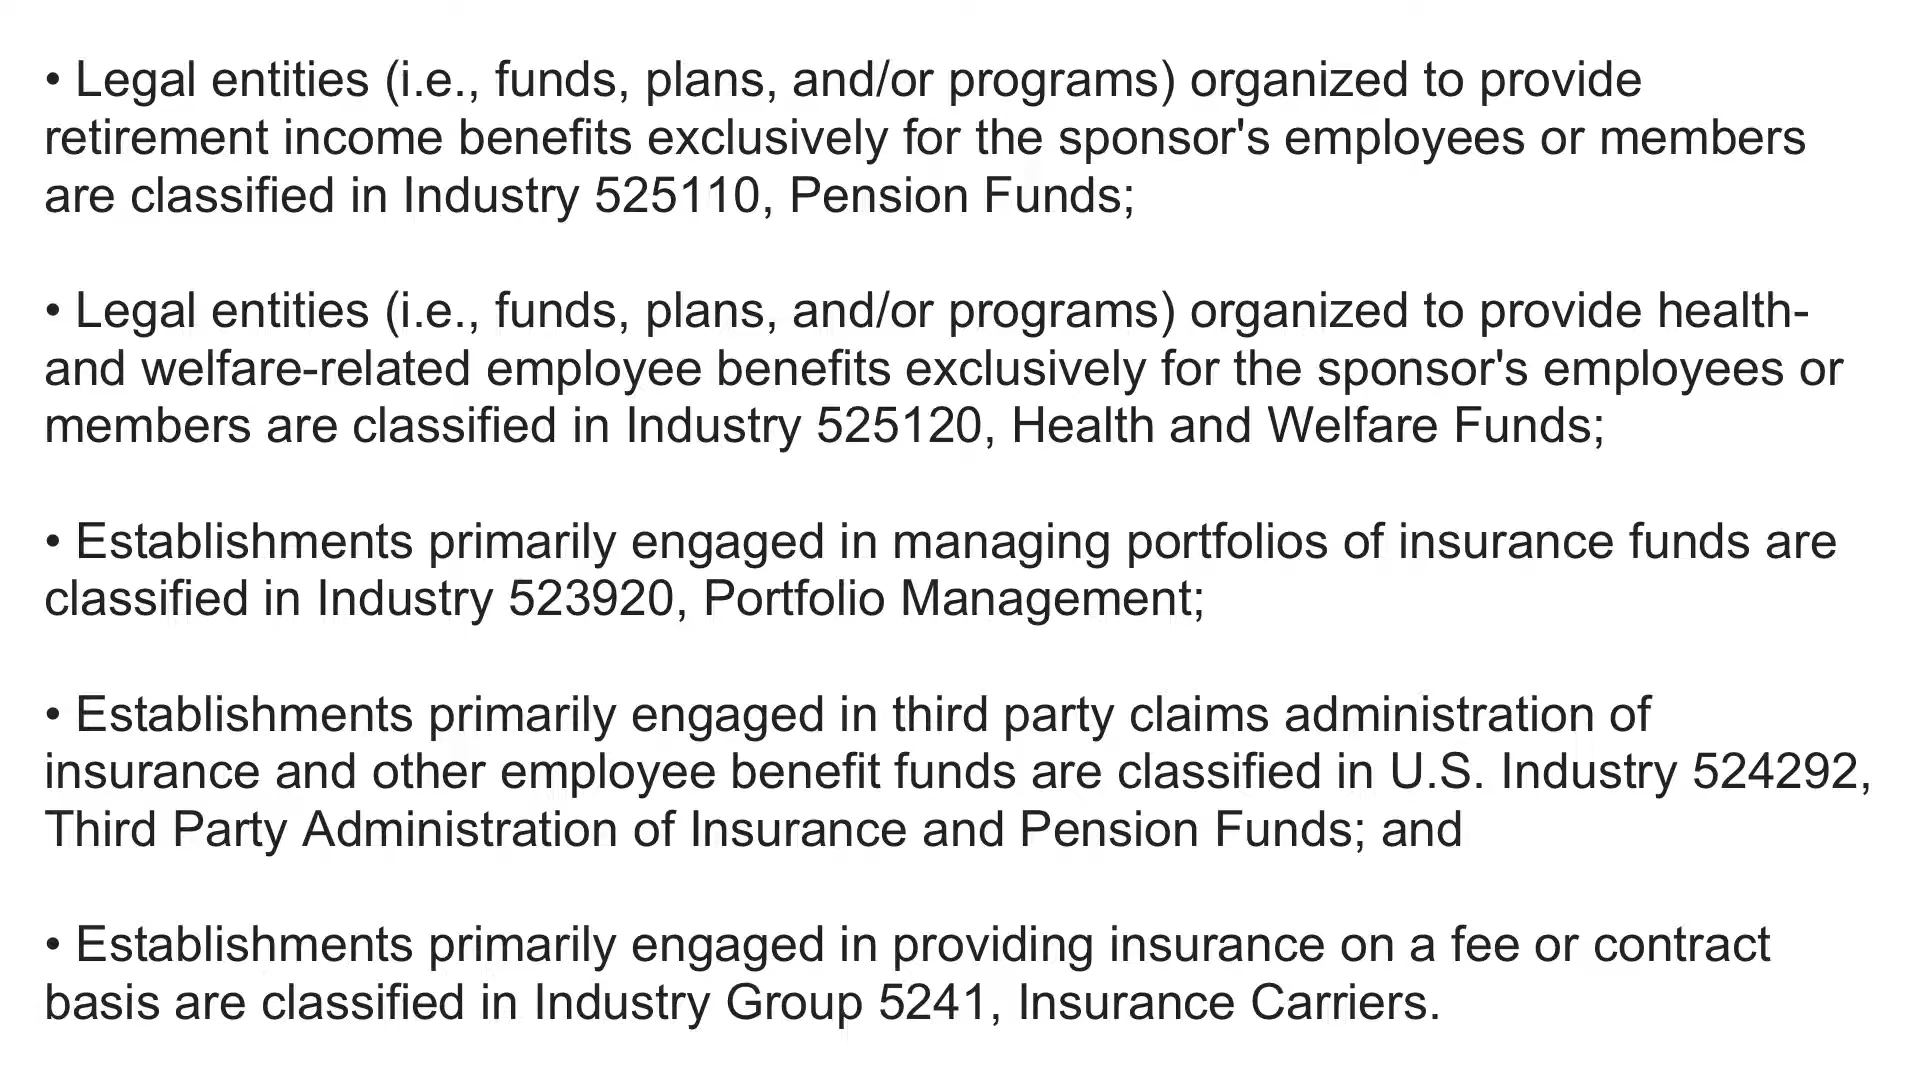 • Legal entities (i.e., funds, plans, and/or programs) organized to provide
retirement income benefits exclusively for the sponsor's employees or members
are classified in Industry 525110, Pension Funds;
• Legal entities (i.e., funds, plans, and/or programs) organized to provide health-
and welfare-related employee benefits exclusively for the sponsor's employees or
members are classified in Industry 525120, Health and Welfare Funds;
• Establishments primarily engaged in managing portfolios of insurance funds are
classified in Industry 523920, Portfolio Management;
• Establishments primarily engaged in third party claims administration of
insurance and other employee benefit funds are classified in U.S. Industry 524292,
Third Party Administration of Insurance and Pension Funds; and
• Establishments primarily engaged in providing insurance on a fee or contract
basis are classified in Industry Group 5241, Insurance Carriers.